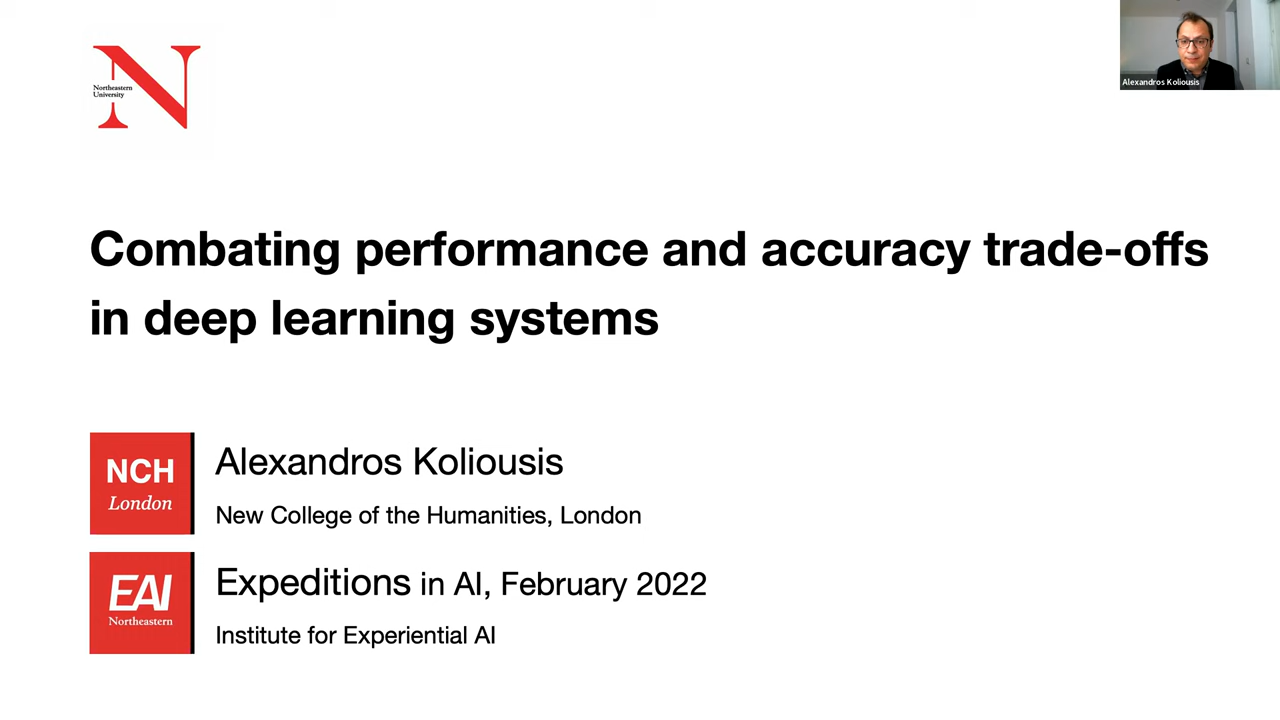 Northeastern
University
Alexandros Koliousis
Combating performance and accuracy trade-offs
in deep learning systems
NCH
London
Alexandros Koliousis
New College of the Humanities, London
EAI
Northeastern
Expeditions in AI, February 2022
Institute for Experiential AI